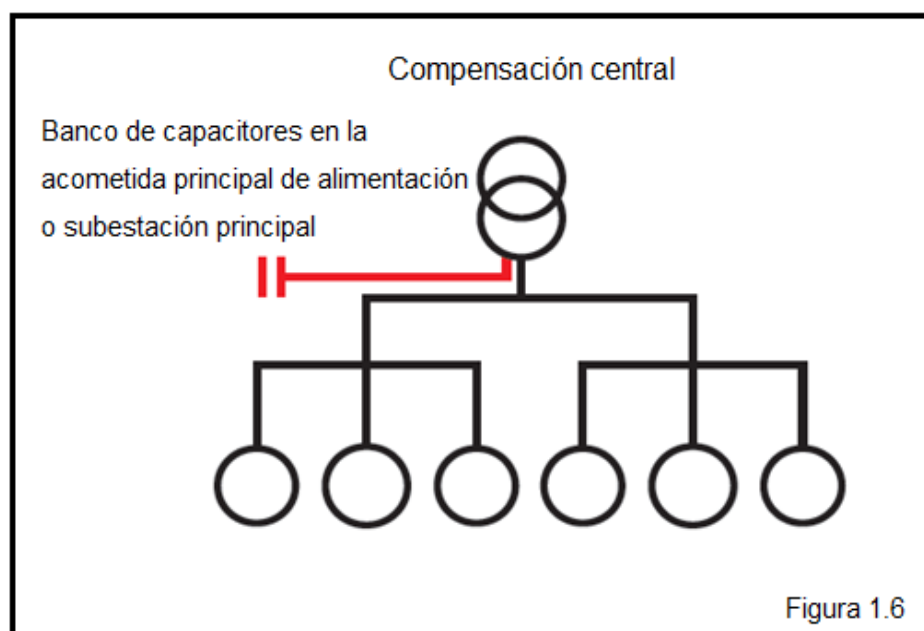 Compensación central
Banco de capacitores en la
acometida principal de alimentación
o subestación principal
Figura 1.6